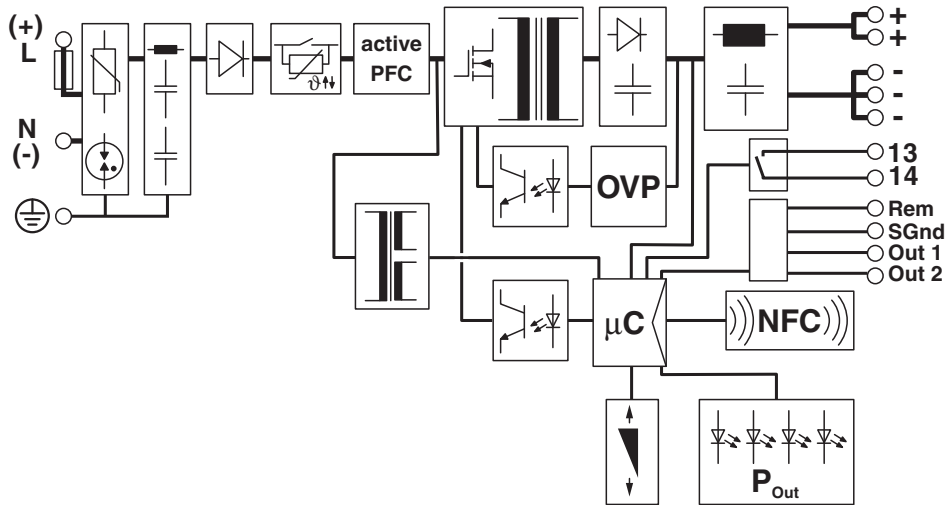 (+)
L
N
(-)
active
PFC
ϑ
+
+
-
-
-
13
14
OVP
Rem
SGnd
Out 1
Out 2
μC
NFC
P Out